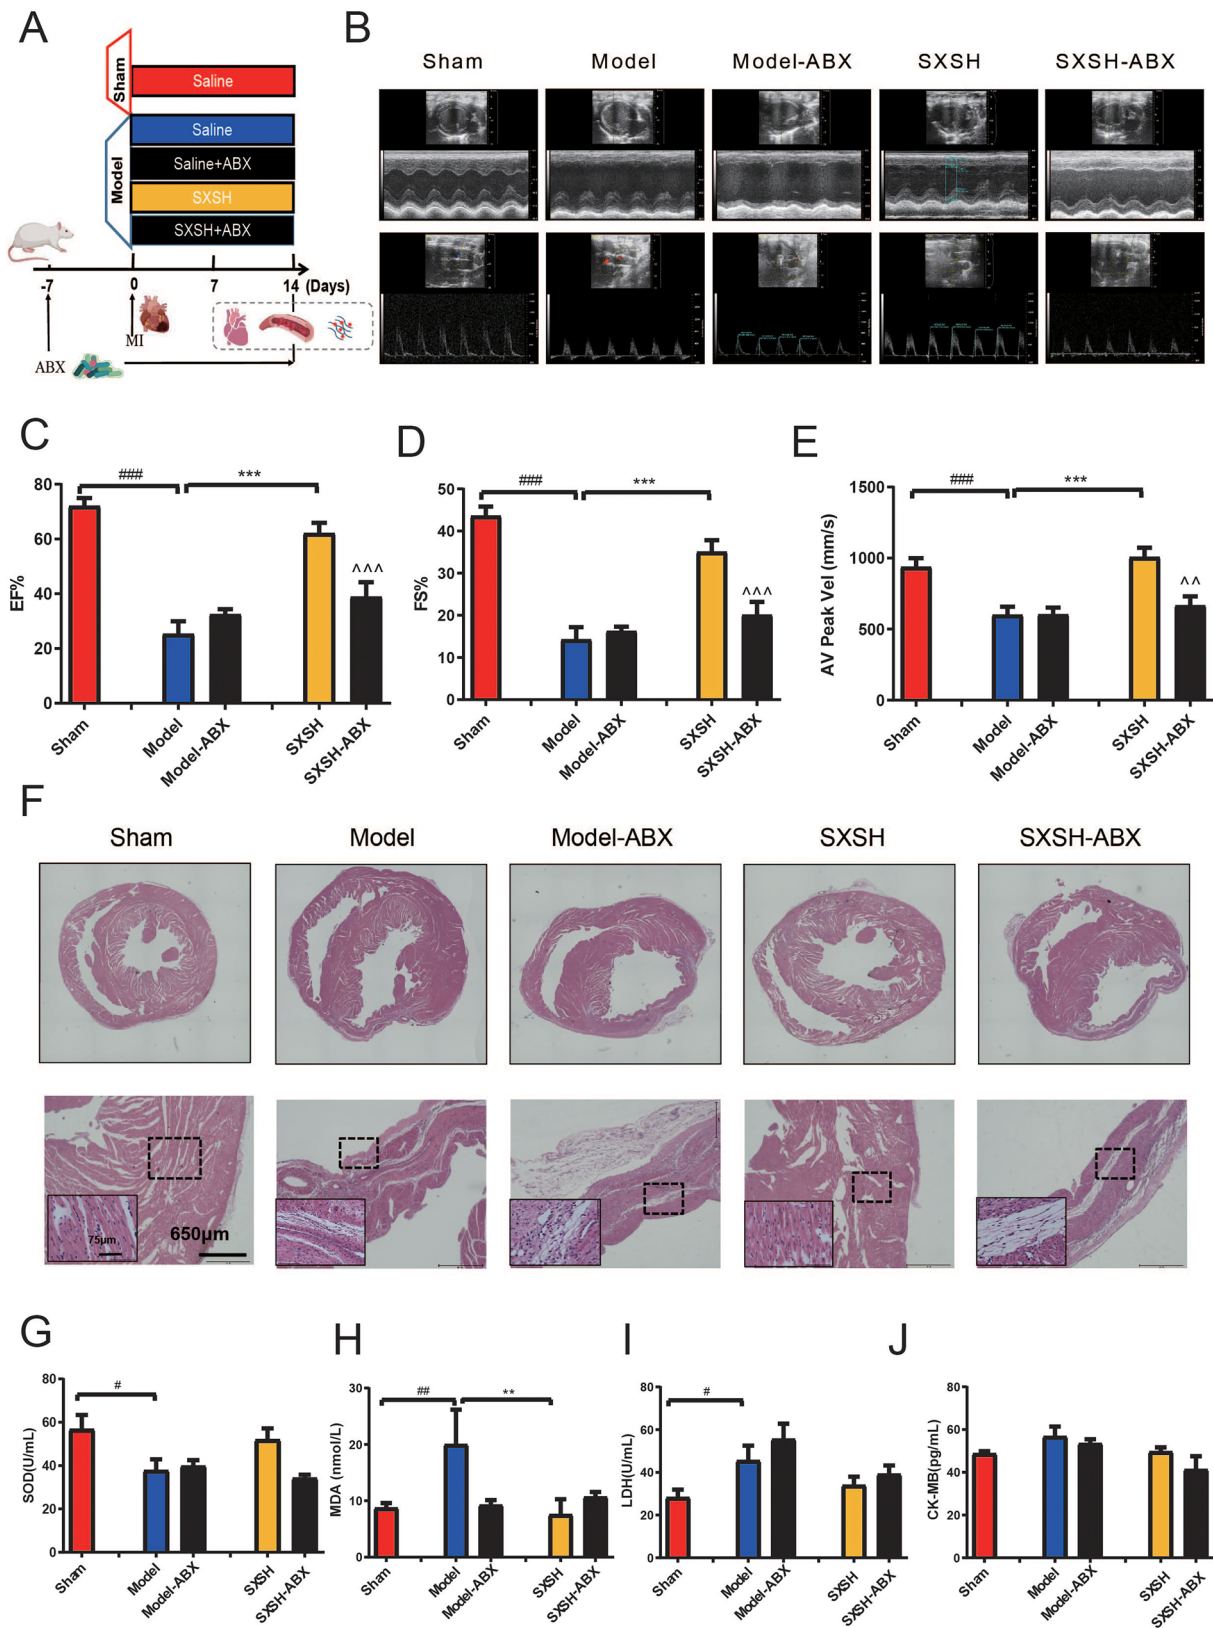 A
Sham
Saline
Model
Saline
Saline+ABX
SXSH
SXSH+ABX
-7
0
7
14
(Days)
MI
ABX
B
Sham
Model
Model-ABX
SXSH
SXSH-ABX
C
###
***
80
60
40
20
0
EF%
^^^
Sham
Model
Model-ABX
SXSH
SXSH-ABX
D
###
***
50
40
30
20
10
0
FS%
^^^
Sham
Model
Model-ABX
SXSH
SXSH-ABX
E
###
***
1500
1000
500
0
AV Peak Vel (mm/s)
^^
Sham
Model
Model-ABX
SXSH
SXSH-ABX
F
Sham
Model
Model-ABX
SXSH
SXSH-ABX
75μm
650μm
G
#
80
60
40
20
0
SOD(U/mL)
Sham
Model
Model-ABX
SXSH
SXSH-ABX
H
##
**
30
20
10
0
MDA (nmol/L)
Sham
Model
Model-ABX
SXSH
SXSH-ABX
I
#
80
60
40
20
0
LDH(U/mL)
Sham
Model
Model-ABX
SXSH
SXSH-ABX
J
80
60
40
20
0
CK-MB(pg/mL)
Sham
Model
Model-ABX
SXSH
SXSH-ABX